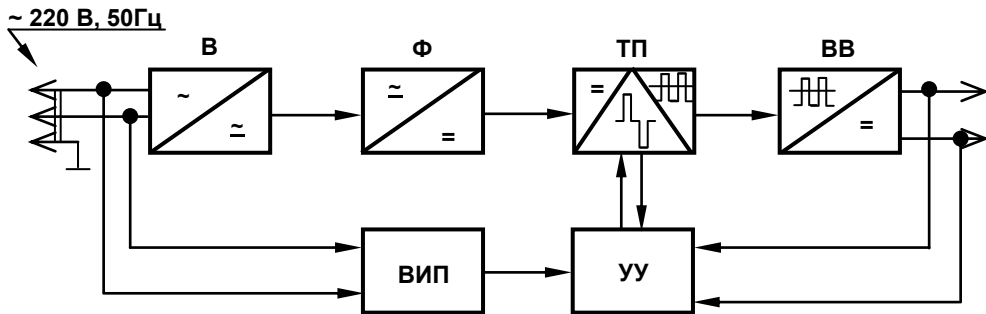 ~ 220 В, 50Гц
В Ф ТП ВВ
~ = =
≂ = =
ВИП УУ